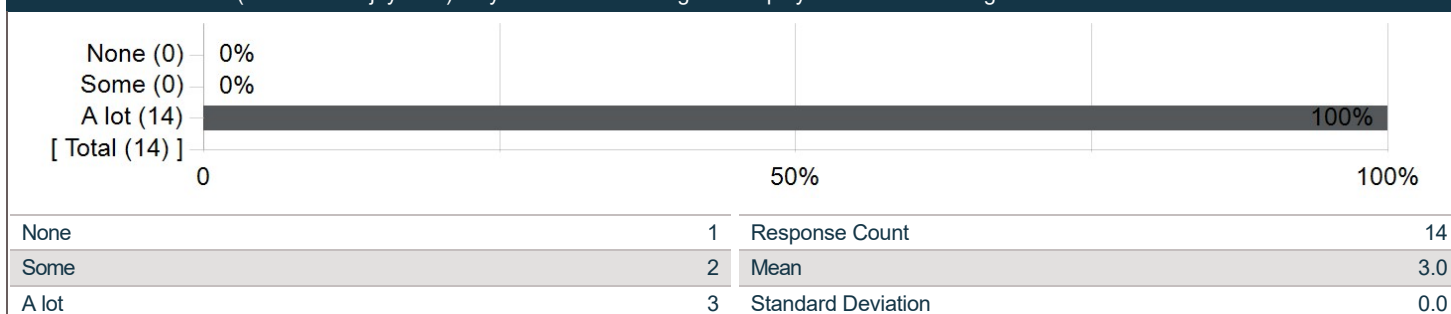 None (0) 0%
Some (0) 0%
A lot (14) 100%
[ Total (14) ]
0 50% 100%
None 1 Response Count 14
Some 2 Mean 3.0
A lot 3 Standard Deviation 0.0